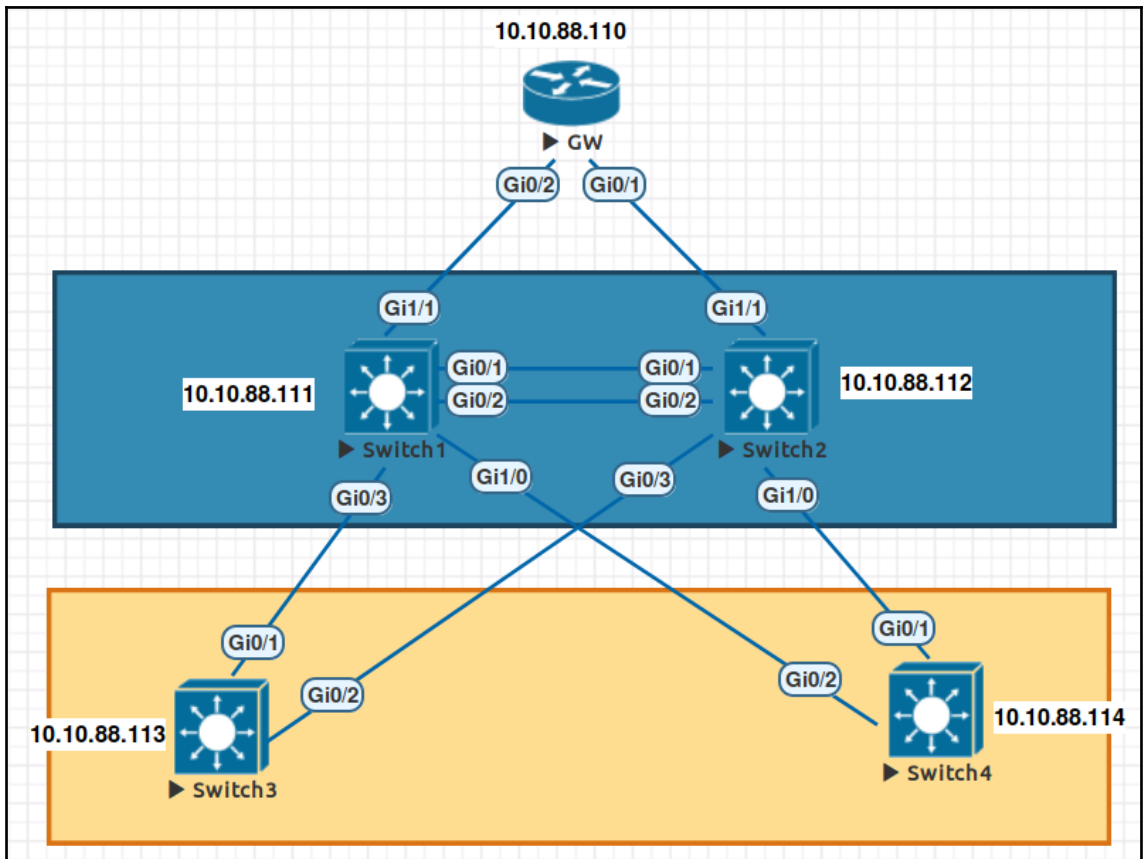 10.10.88.110
GW
Gi0/2
Gi0/1
Gi1/1
Gi1/1
Gi0/1
Gi0/1
10.10.88.111
10.10.88.112
Gi0/2
Gi0/2
Switch1
Switch2
Gi1/0
Gi0/3
Gi0/3
Gi1/0
Gi0/1
Gi0/1
Gi0/2
Gi0/2
10.10.88.113
10.10.88.114
Switch3
Switch4